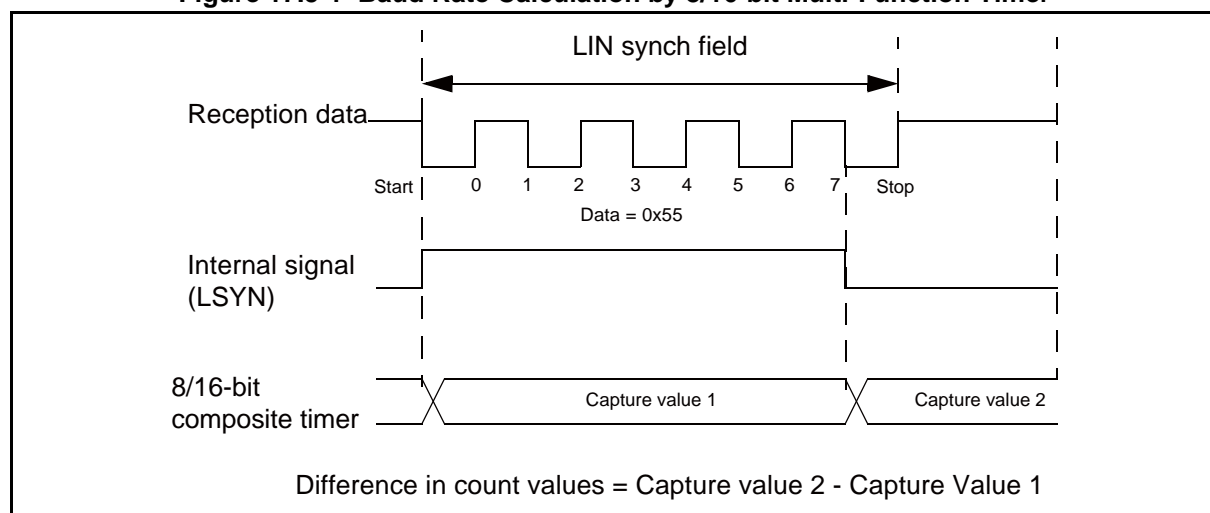 LIN synch field
Reception data
Start 0 1 2 3 4 5 6 7 Stop
Data = 0x55
Internal signal
(LSYN)
8/16-bit
composite timer
Capture value 1
Capture value 2
Difference in count values = Capture value 2 - Capture Value 1